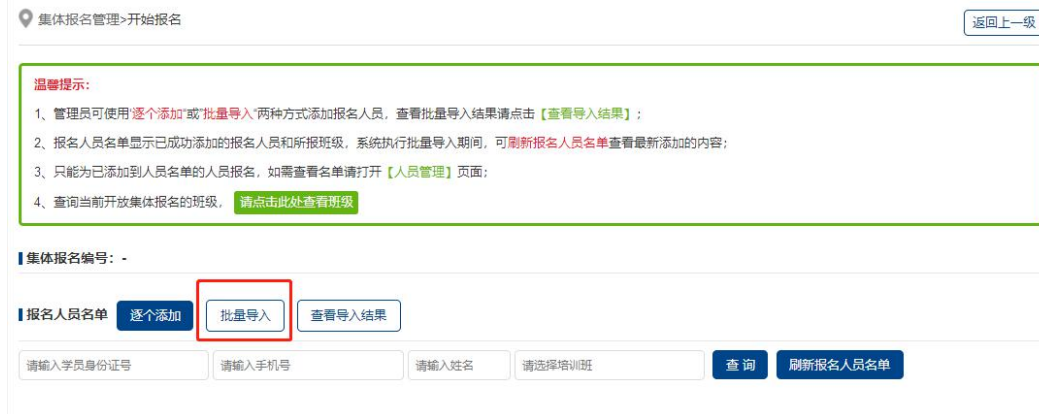 集体报名管理>开始报名
返回上一级
温馨提示：
1、管理员可使用"逐个添加"或"批量导入"两种方式添加报名人员，查看批量导入结果请点击【查看导入结果】；
2、报名人员名单显示已成功添加的报名人员和所报班级，系统执行批量导入期间，可刷新报名人员名单查看最新添加的内容；
3、只能为已添加到人员名单的人员报名，如需查看名单请打开【人员管理】页面；
4、查询当前开放集体报名的班级， 请点击此处查看班级
集体报名编号：-
报名人员名单 逐个添加 批量导入 查看导入结果
请输入学员身份证号 请输入手机号 请输入姓名 请选择培训班 查 询 刷新报名人员名单